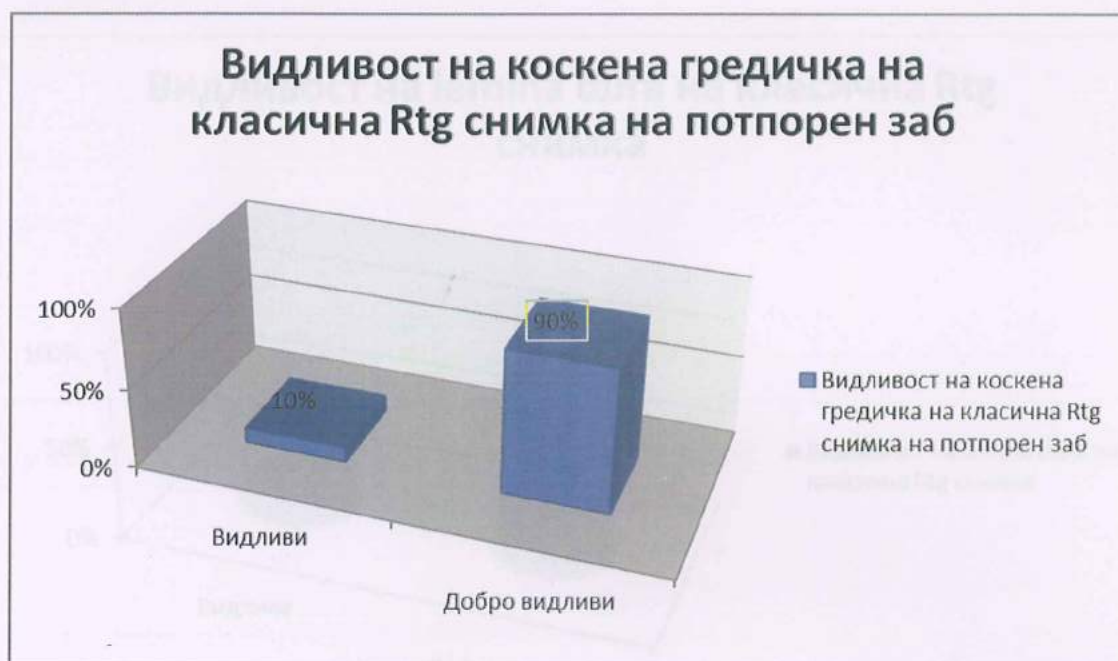 Видливост на коскена гредичка на
класична Rtg снимка на потпорен заб
100%
50%
0%
10%
90%
Видливи
Добро видливи
Видливост на коскена
гредичка на класична Rtg
снимка на потпорен заб